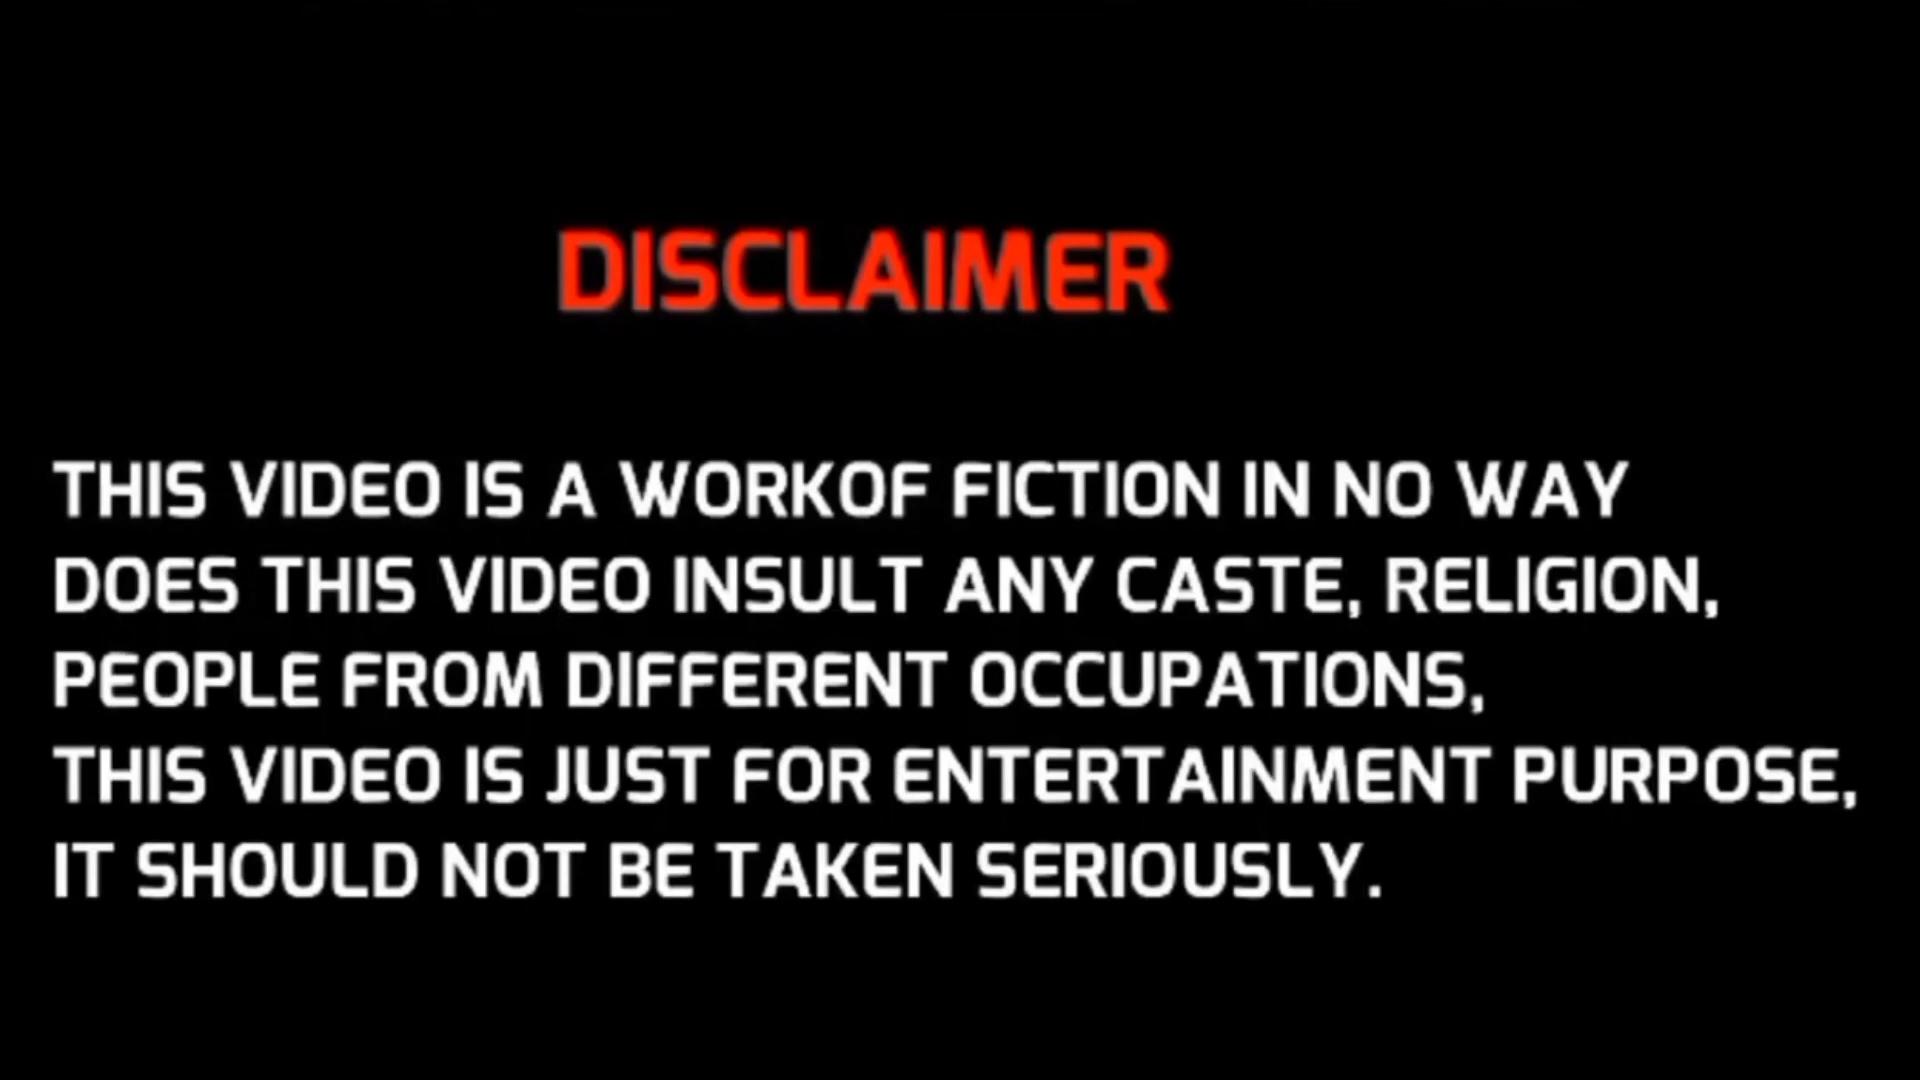 DISCLAIMER
THIS VIDEO IS A WORKOF FICTION IN NO WAY
DOES THIS VIDEO INSULT ANY CASTE, RELIGION,
PEOPLE FROM DIFFERENT OCCUPATIONS,
THIS VIDEO IS JUST FOR ENTERTAINMENT PURPOSE,
IT SHOULD NOT BE TAKEN SERIOUSLY.